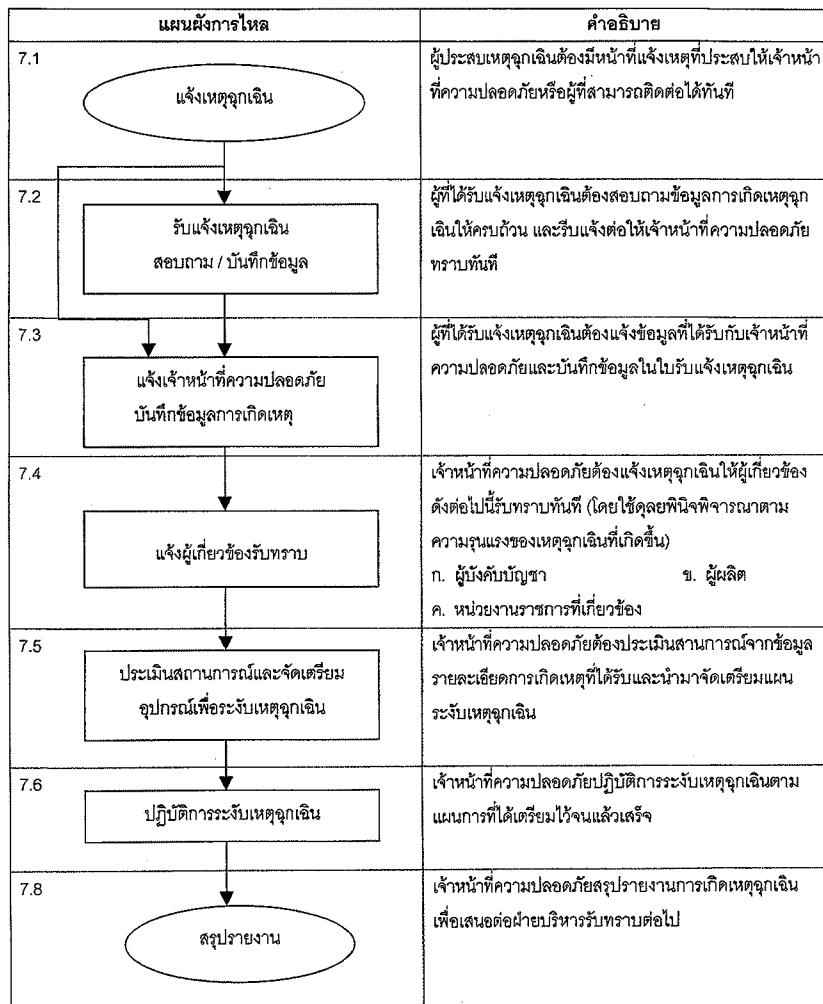 แผนผังการไหล
คำอธิบาย
7.1
แจ้งเหตุฉุกเฉิน
ผู้ประสบเหตุฉุกเฉินต้องมีหน้าที่แจ้งเหตุที่ประสบให้เจ้าหน้า
ที่ความปลอดภัยหรือผู้ที่สามารถติดต่อได้ทันที
7.2
รับแจ้งเหตุฉุกเฉิน
สอบถาม / บันทึกข้อมูล
ผู้ที่ได้รับแจ้งเหตุฉุกเฉินต้องสอบถามข้อมูลการเกิดเหตุฉุก
เฉินให้ครบถ้วน และรีบแจ้งต่อให้เจ้าหน้าที่ความปลอดภัย
ทราบทันที
7.3
แจ้งเจ้าหน้าที่ความปลอดภัย
บันทึกข้อมูลการเกิดเหตุ
ผู้ที่ได้รับแจ้งเหตุฉุกเฉินต้องแจ้งข้อมูลที่ได้รับกับเจ้าหน้าที่
ความปลอดภัยและบันทึกข้อมูลในใบรับแจ้งเหตุฉุกเฉิน
7.4
แจ้งผู้เกี่ยวข้องรับทราบ
เจ้าหน้าที่ความปลอดภัยต้องแจ้งเหตุฉุกเฉินให้ผู้เกี่ยวข้อง
ดังต่อไปนี้รับทราบทันที (โดยใช้ดุลยพินิจพิจารณาตาม
ความรุนแรงของเหตุฉุกเฉินที่เกิดขึ้น)
ก. ผู้บังคับบัญชา ข. ผู้ผลิต
ค. หน่วยงานราชการที่เกี่ยวข้อง
7.5
ประเมินสถานการณ์และจัดเตรียม
อุปกรณ์เพื่อระงับเหตุฉุกเฉิน
เจ้าหน้าที่ความปลอดภัยต้องประเมินสานการณ์จากข้อมูล
รายละเอียดการเกิดเหตุที่ได้รับและนำมาจัดเตรียมแผน
ระงับเหตุฉุกเฉิน
7.6
ปฏิบัติการระงับเหตุฉุกเฉิน
เจ้าหน้าที่ความปลอดภัยปฏิบัติการระงับเหตุฉุกเฉินตาม
แผนการที่ได้เตรียมไว้จนแล้วเสร็จ
7.8
สรุปรายงาน
เจ้าหน้าที่ความปลอดภัยสรุปรายงานการเกิดเหตุฉุกเฉิน
เพื่อเสนอต่อฝ่ายบริหารรับทราบต่อไป